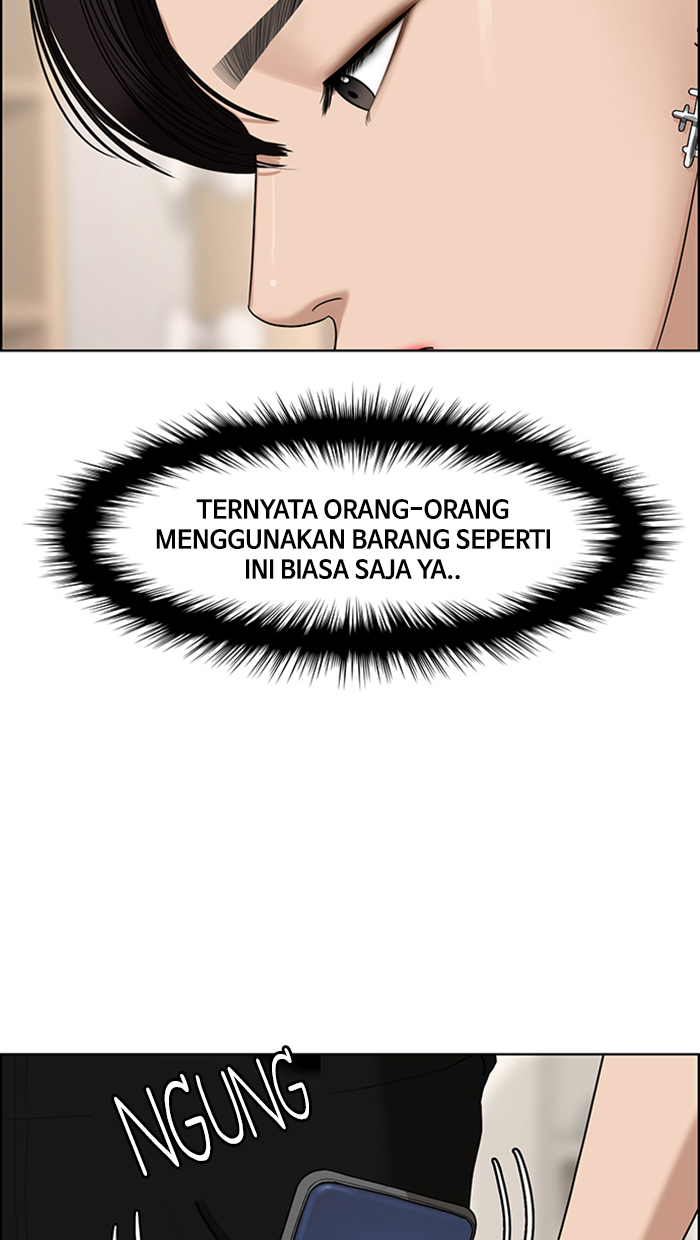 TERNYATA ORANG-ORANG
MENGGUNAKAN BARANG SEPERTI
INI BIASA SAJA YA..
NGUNG